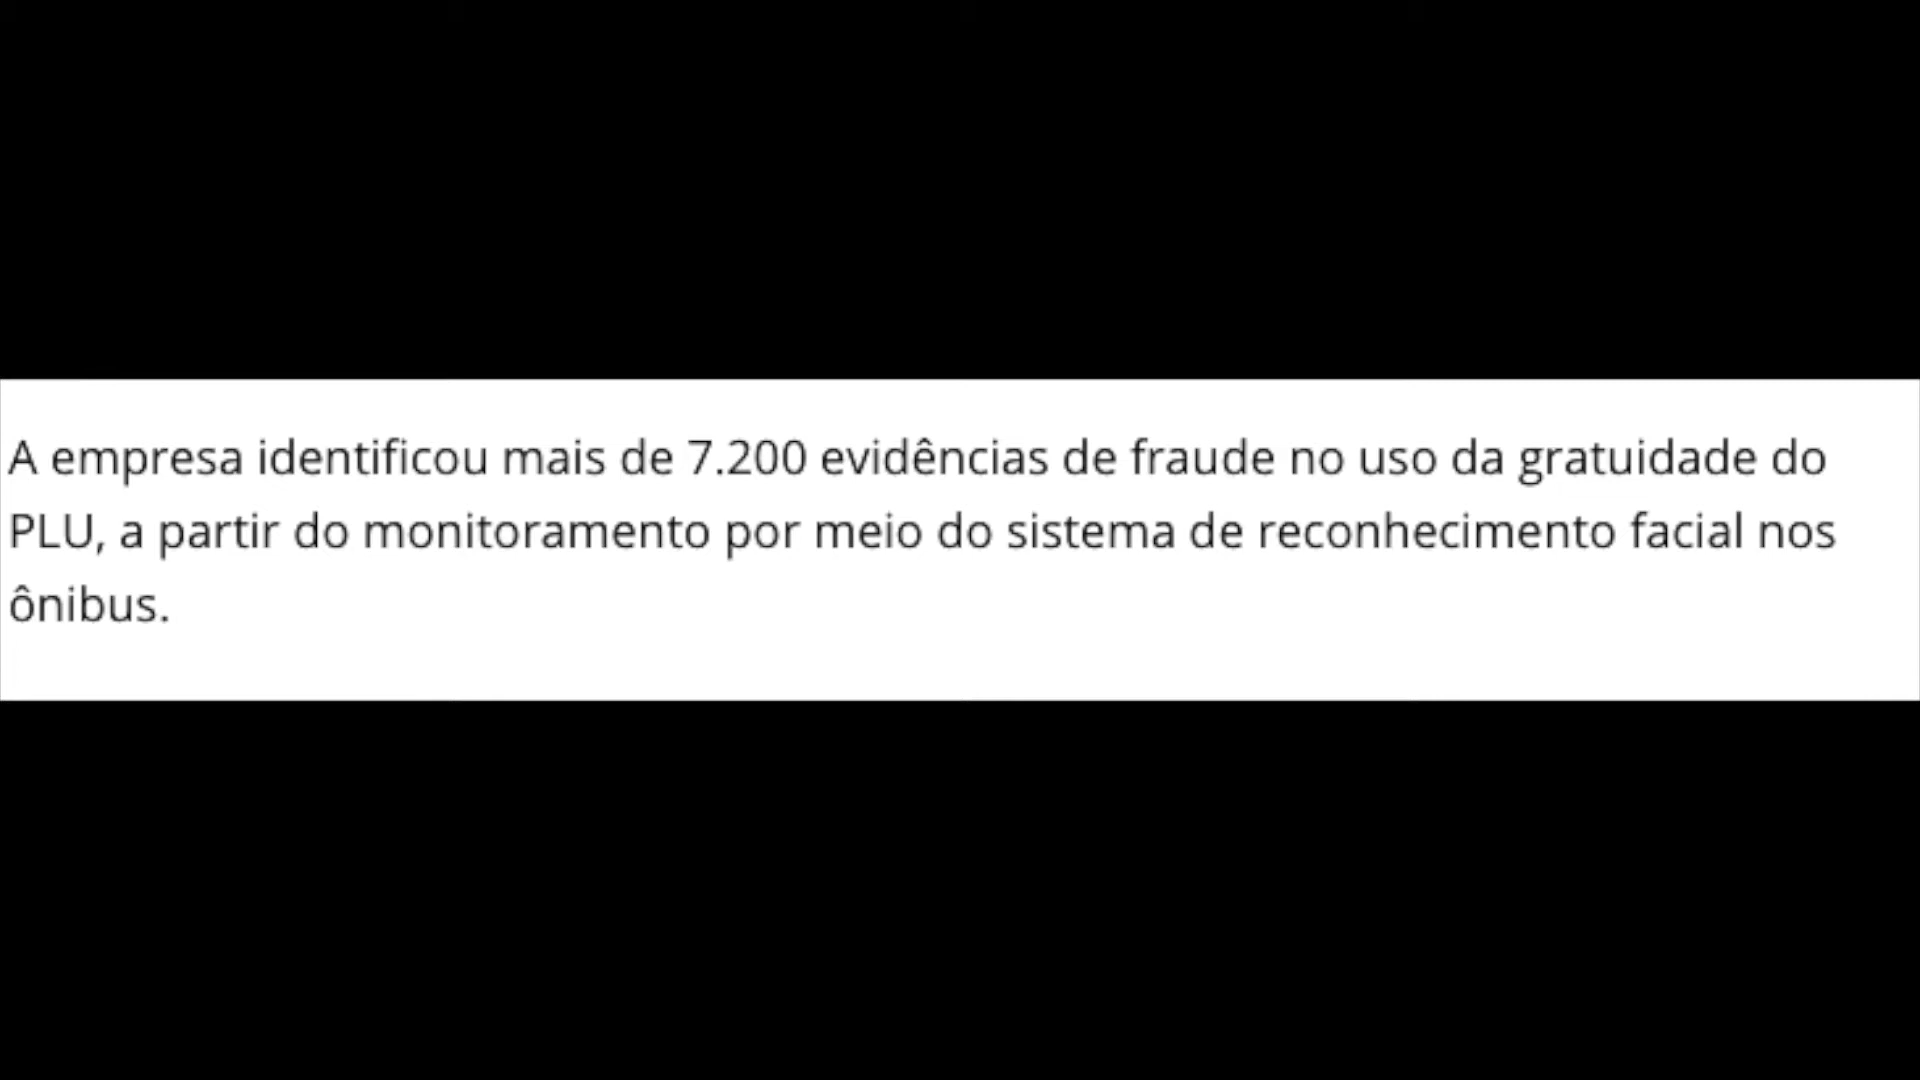 A empresa identificou mais de 7.200 evidências de fraude no uso da gratuidade do
PLU, a partir do monitoramento por meio do sistema de reconhecimento facial nos
ônibus.